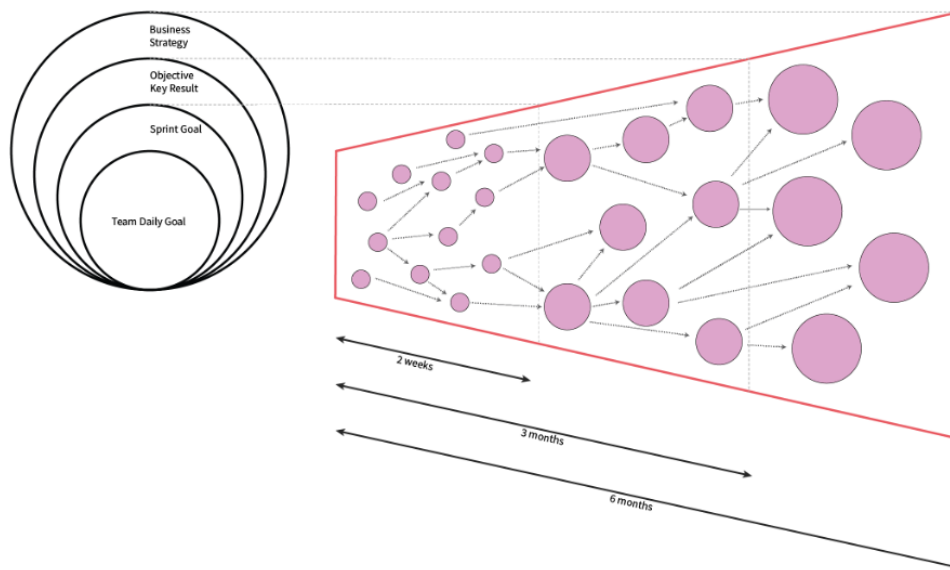 Business
Strategy
Objective
Key Result
Sprint Goal
Team Daily Goal
2 weeks
3 months
6 months